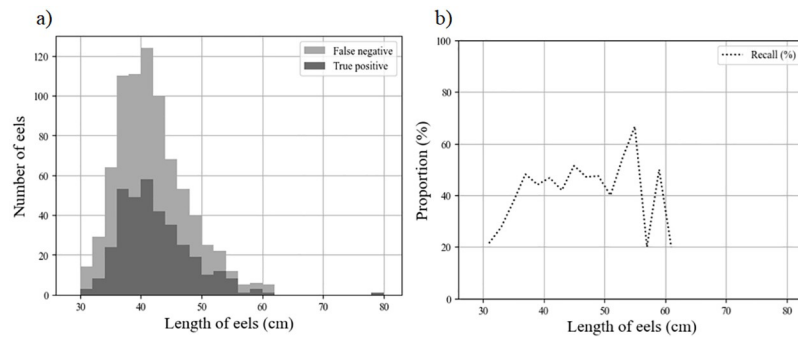 a)
False negative
True positive
Number of eels
120
100
80
60
40
20
0
30 40 50 60 70 80
Length of eels (cm)
b)
Recall (%)
Proportion (%)
100
80
60
40
20
0
30 40 50 60 70 80
Length of eels (cm)